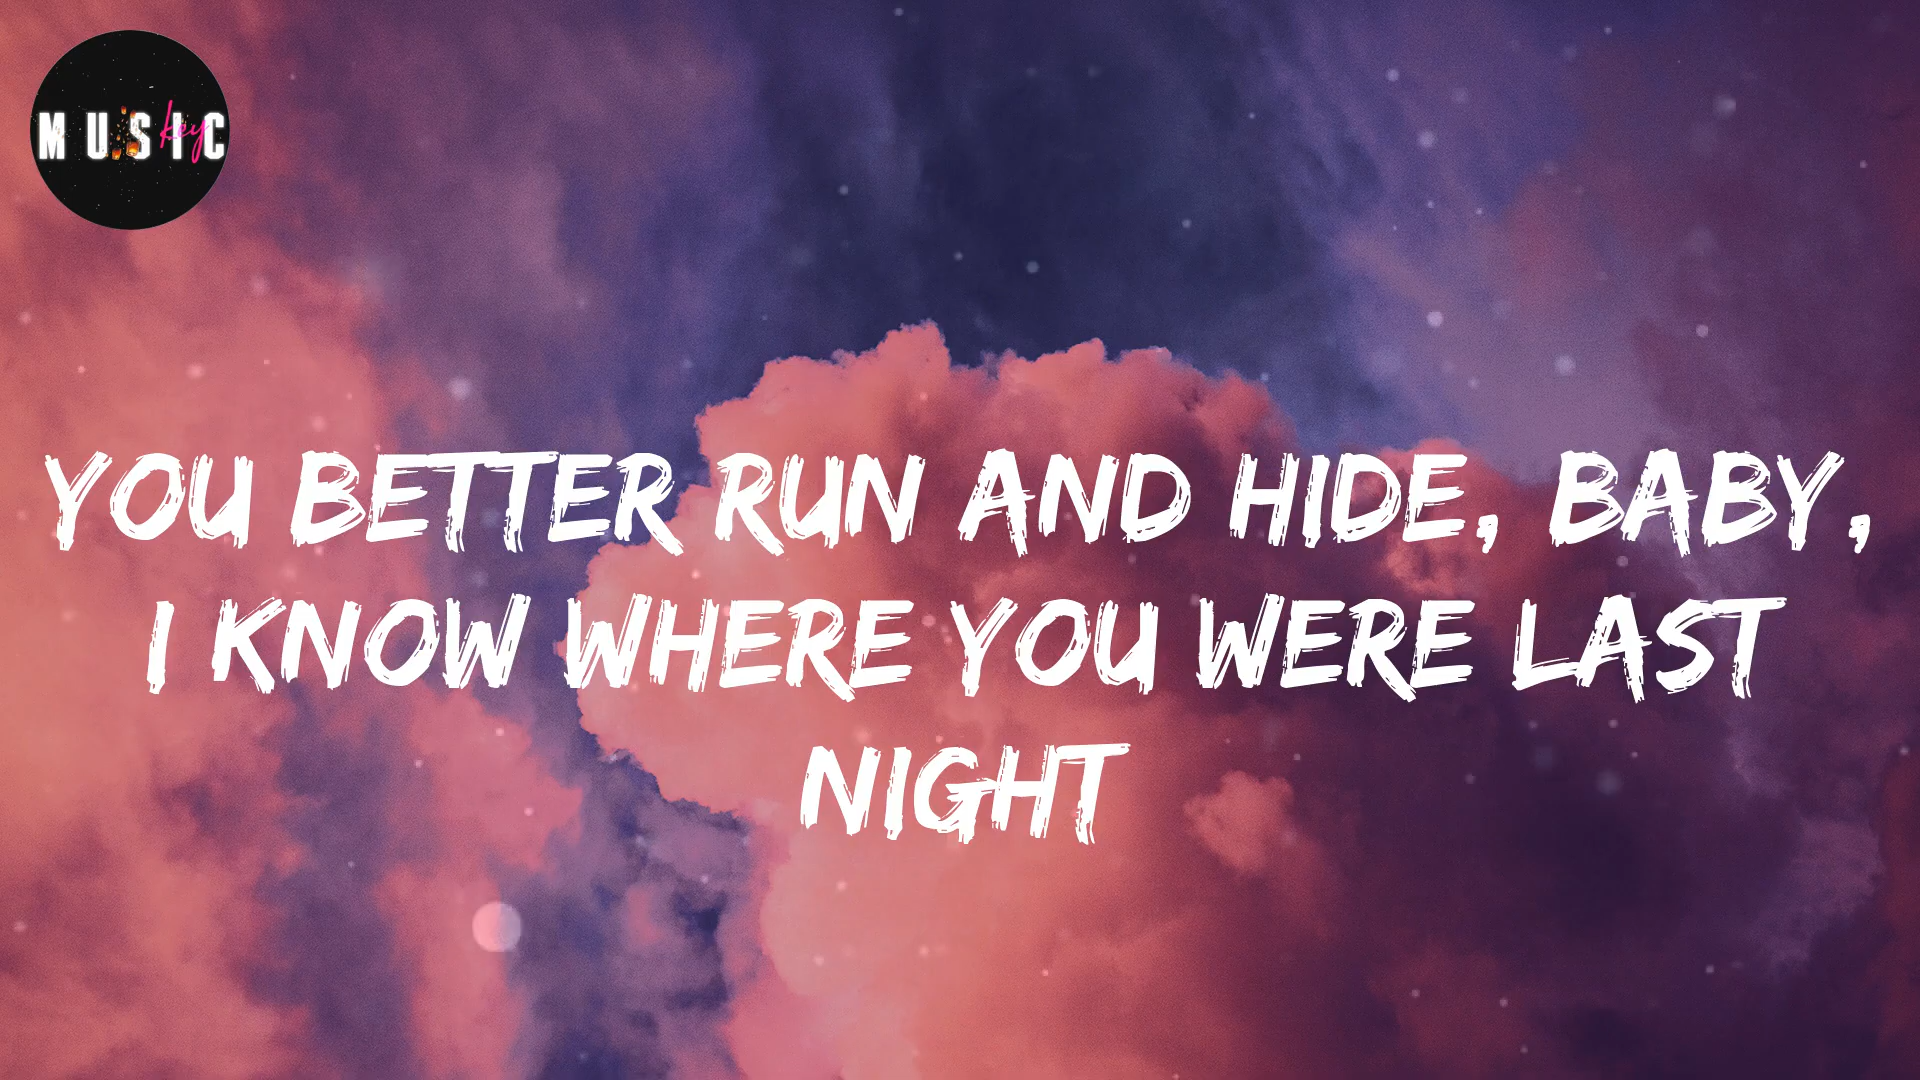 MUSIC
key
YOU BETTER RUN AND HIDE, BABY,
I KNOW WHERE YOU WERE LAST
NIGHT